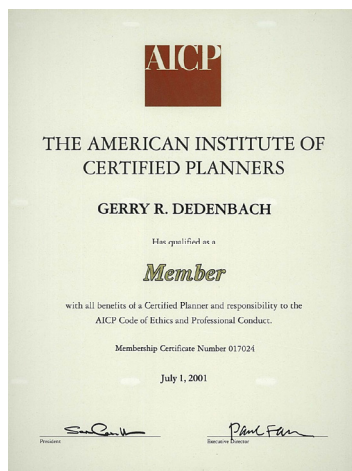 AICP
THE AMERICAN INSTITUTE OF
CERTIFIED PLANNERS
GERRY R. DEDENBACH
Has qualified as a
Member
with all benefits of a Certified Planner and responsibility to the
AICP Code of Ethics and Professional Conduct.
Membership Certificate Number 017024
July 1, 2001
President
Executive Director